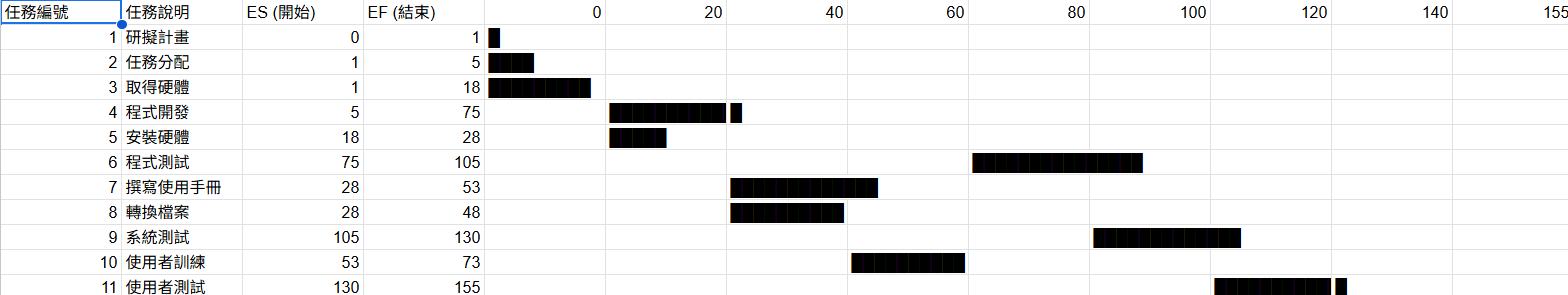 任務編號 任務說明 ES (開始) EF (結束) 0 20 40 60 80 100 120 140 155
1 研擬計畫 0 1
2 任務分配 1 5
3 取得硬體 1 18
4 程式開發 5 75
5 安裝硬體 18 28
6 程式測試 75 105
7 撰寫使用手冊 28 53
8 轉換檔案 28 48
9 系統測試 105 130
10 使用者訓練 53 73
11 使用者測試 130 155